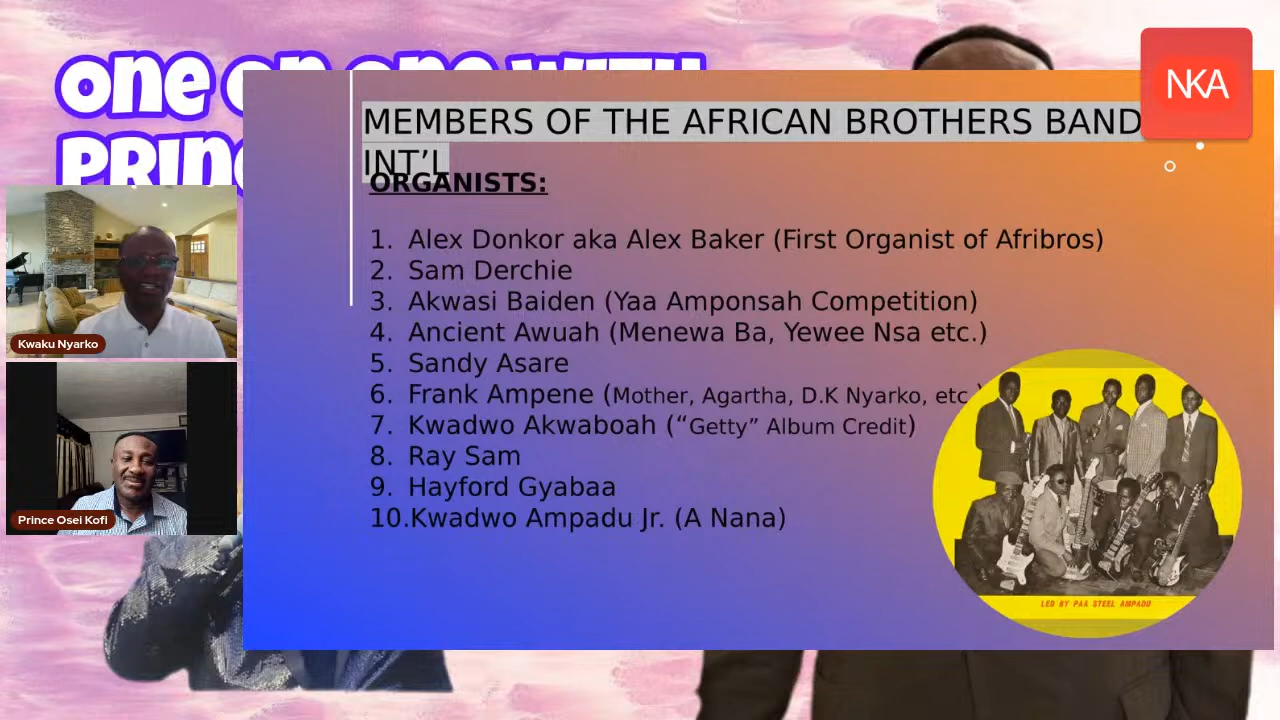 one on one with
MEMBERS OF THE AFRICAN BROTHERS BAND
INT'L
NKA
ORGANISTS:
1. Alex Donkor aka Alex Baker (First Organist of Afribros)
2. Sam Derchie
3. Akwasi Baiden (Yaa Amponsah Competition)
4. Ancient Awuah (Menewa Ba, Yewee Nsa etc.)
5. Sandy Asare
6. Frank Ampene (Mother, Agartha, D.K Nyarko, etc
7. Kwadwo Akwaboah (“Getty” Album Credit)
8. Ray Sam
9. Hayford Gyabaa
10.Kwadwo Ampadu Jr. (A Nana)
Kwaku Nyarko
Prince Osei Kofi
LED BY PAA STEEL AMPADU